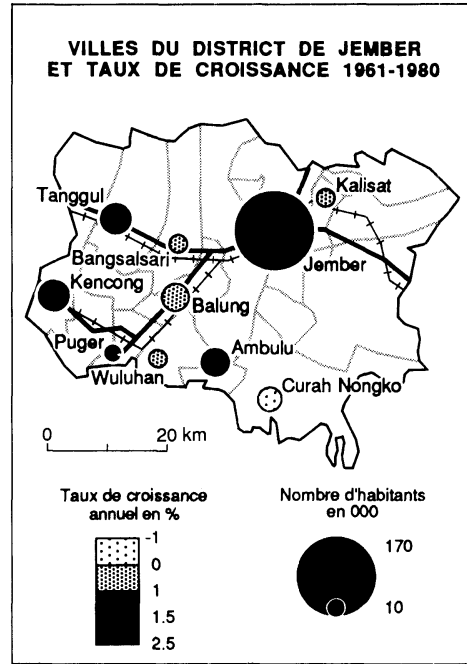 VILLES DU DISTRICT DE JEMBER
ET TAUX DE CROISSANCE 1961-1980
Kalisat
Tanggul
Bangsalsari
Jember
Kencong
Balung
Puger
Ambulu
Wuluhan
Curah Nongko
0 20 km
Taux de croissance
annuel en %
-1
0
1
1.5
2.5
Nombre d'habitants
en 000
170
10